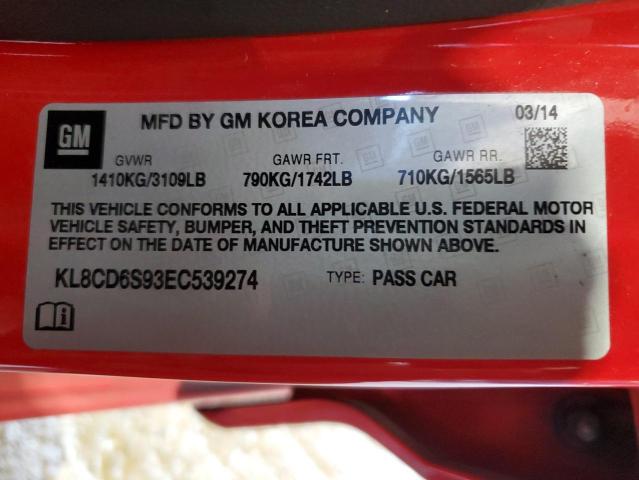 GM
MFD BY GM KOREA COMPANY 03/14
GVWR GAWR FRT. GAWR RR.
1410KG/3109LB 790KG/1742LB 710KG/1565LB
THIS VEHICLE CONFORMS TO ALL APPLICABLE U.S. FEDERAL MOTOR
VEHICLE SAFETY, BUMPER, AND THEFT PREVENTION STANDARDS IN
EFFECT ON THE DATE OF MANUFACTURE SHOWN ABOVE.
KL8CD6S93EC539274 TYPE: PASS CAR